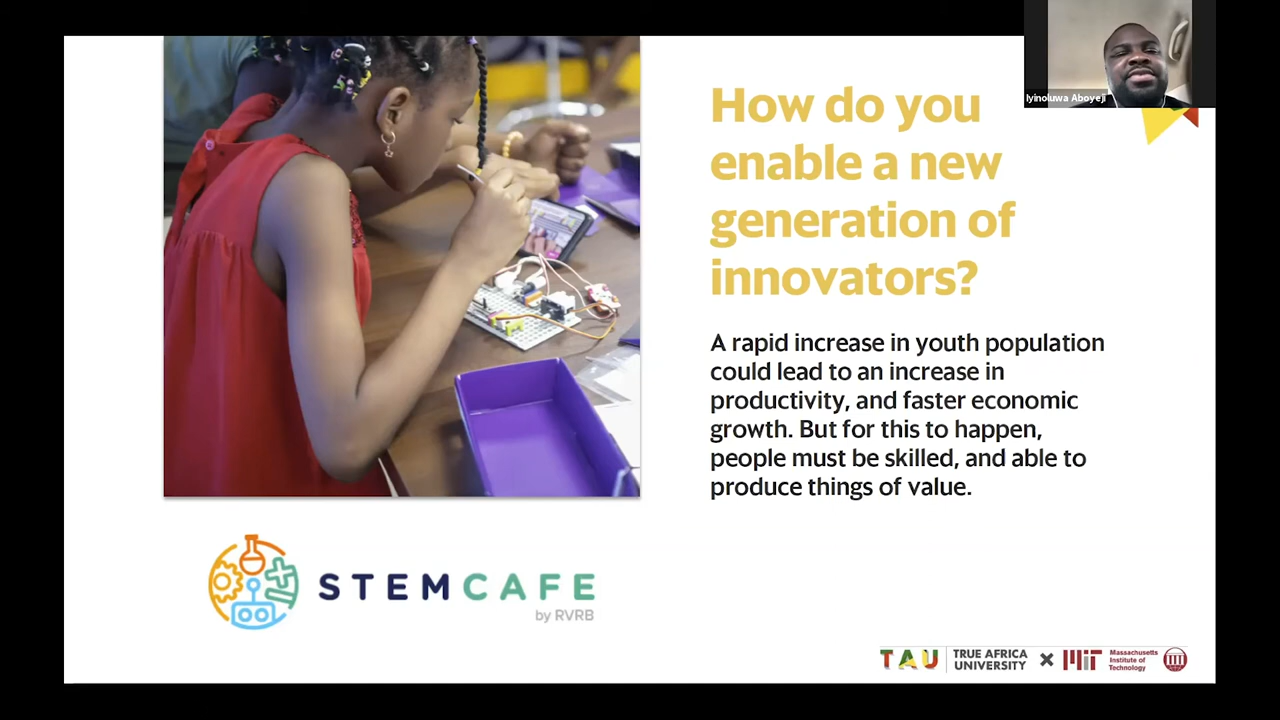 Iyinoluwa Aboyeji
How do you
enable a new
generation of
innovators?
A rapid increase in youth population
could lead to an increase in
productivity, and faster economic
growth. But for this to happen,
people must be skilled, and able to
produce things of value.
STEMCAFE
by RVRB
TAU
TRUE AFRICA
UNIVERSITY
MIT
Massachusetts
Institute of
Technology